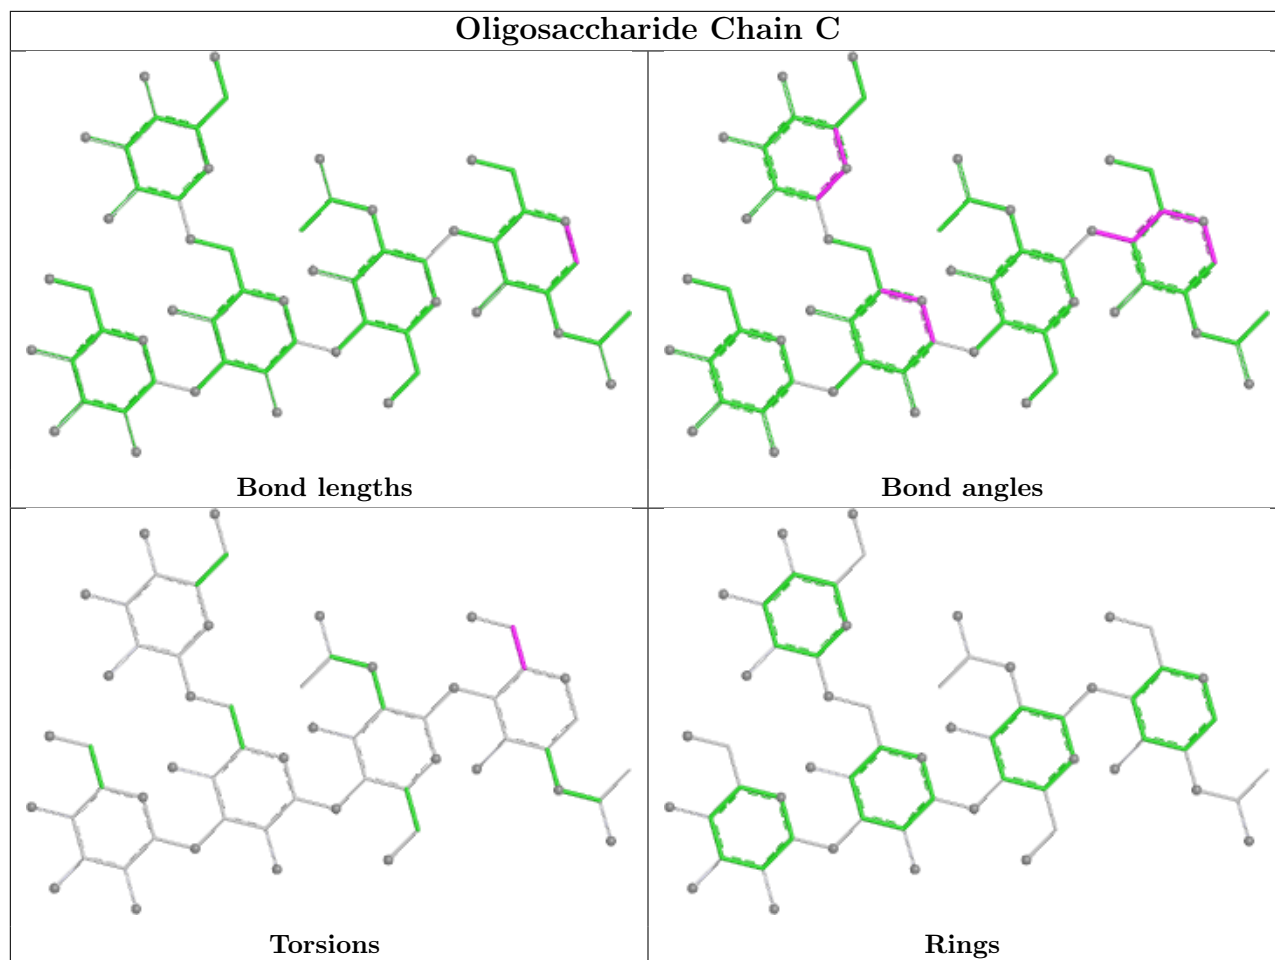 Oligosaccharide Chain C
Bond lengths
Bond angles
Torsions
Rings